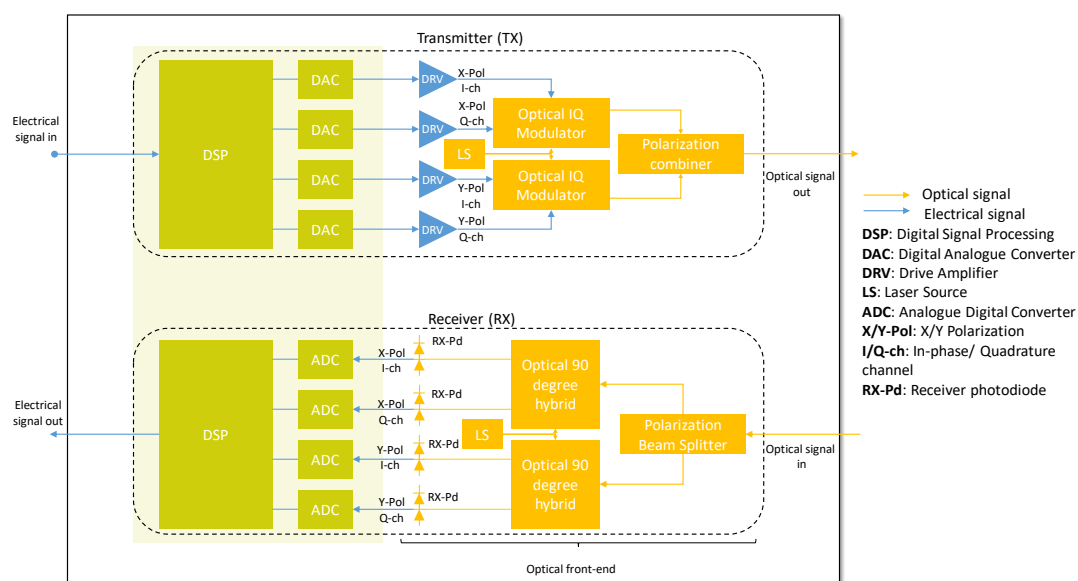 Transmitter (TX)
Electrical
signal in
DSP
DAC
DAC
DAC
DAC
DRV
DRV
DRV
DRV
X-Pol
I-ch
X-Pol
Q-ch
Y-Pol
I-ch
Y-Pol
Q-ch
LS
Optical IQ
Modulator
Optical IQ
Modulator
Polarization
combiner
Optical signal
out
Receiver (RX)
Electrical
signal out
DSP
ADC
ADC
ADC
ADC
X-Pol
I-ch
X-Pol
Q-ch
Y-Pol
I-ch
Y-Pol
Q-ch
RX-Pd
RX-Pd
RX-Pd
RX-Pd
LS
Optical 90
degree
hybrid
Optical 90
degree
hybrid
Polarization
Beam Splitter
Optical signal
in
Optical front-end
Optical signal
Electrical signal
DSP: Digital Signal Processing
DAC: Digital Analogue Converter
DRV: Drive Amplifier
LS: Laser Source
ADC: Analogue Digital Converter
X/Y-Pol: X/Y Polarization
I/Q-ch: In-phase/ Quadrature
channel
RX-Pd: Receiver photodiode